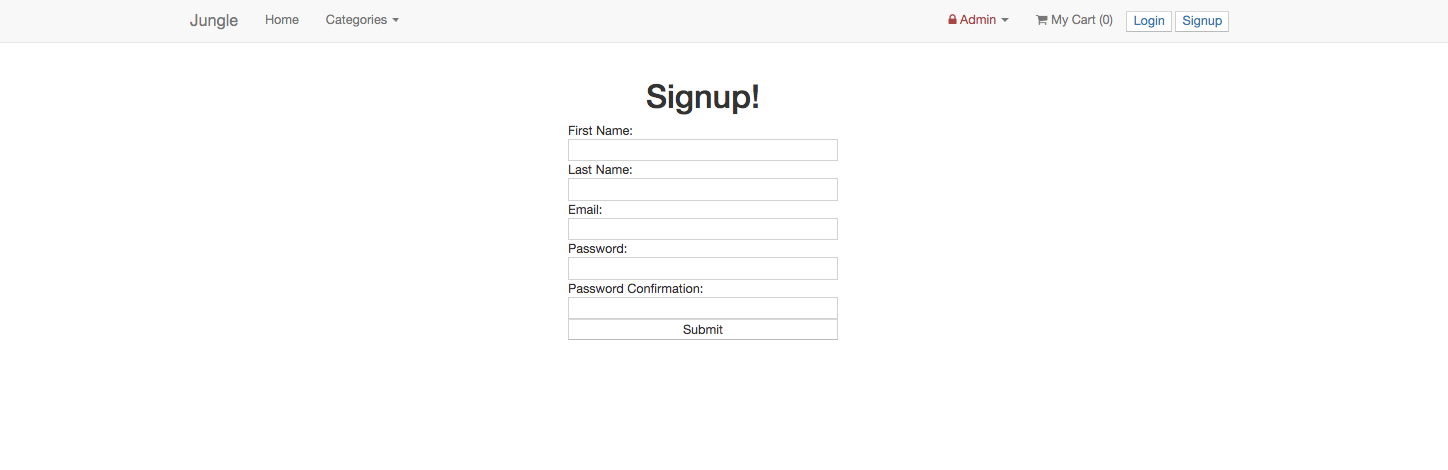 Jungle Home Categories Admin My Cart (0) Login Signup
Signup!
First Name:
Last Name:
Email:
Password:
Password Confirmation:
Submit